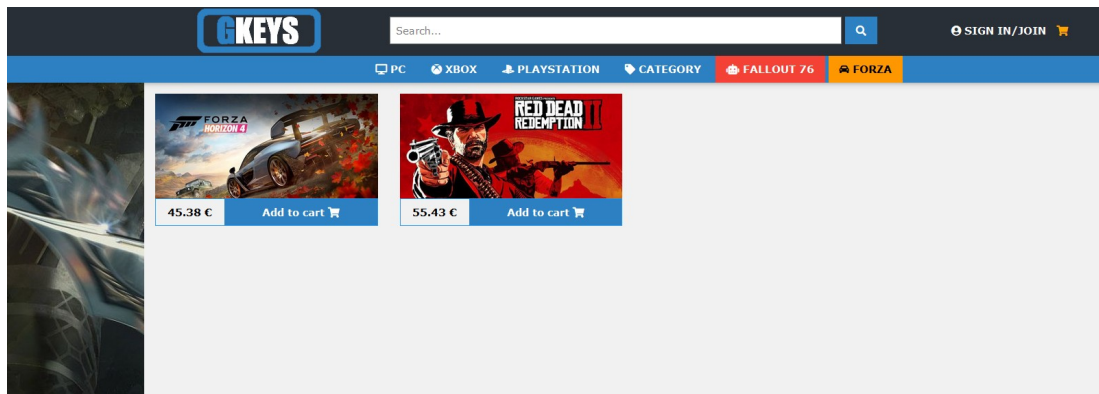 GKEYS
Search...
SIGN IN/JOIN
PC XBOX PLAYSTATION CATEGORY FALLOUT 76 FORZA
FORZA
HORIZON 4
RED DEAD
REDEMPTION II
45.38 € Add to cart
55.43 € Add to cart